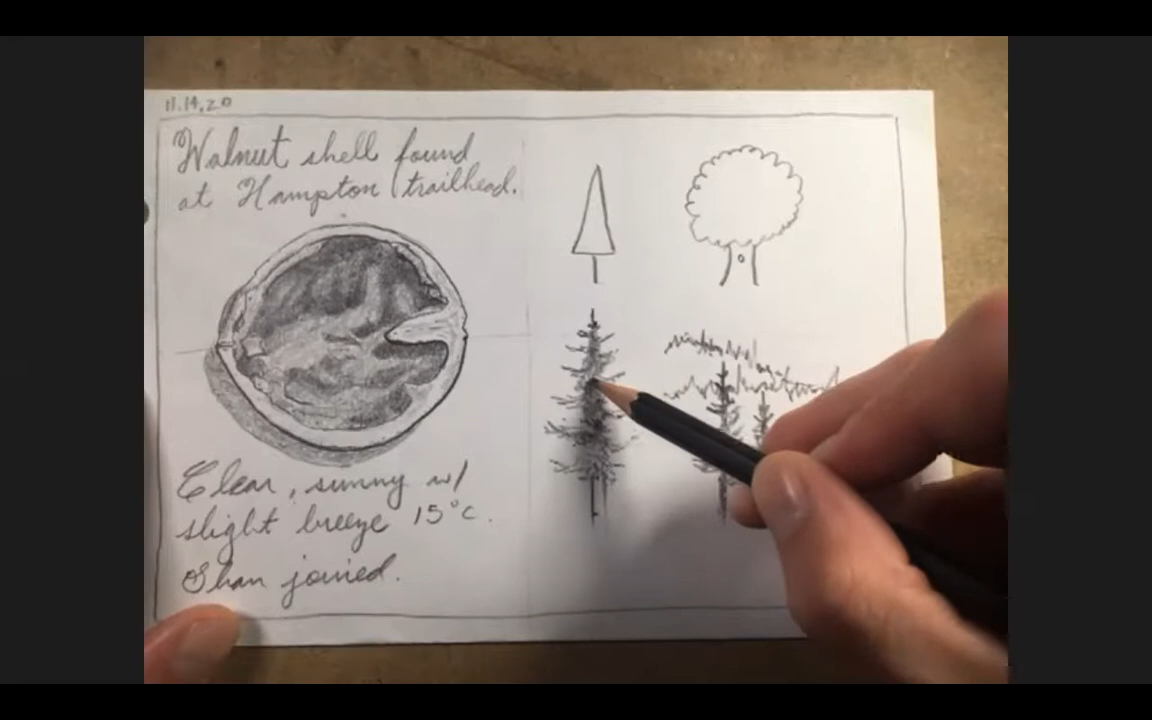 11.14,20
Walnut shell found
at Hampton trailhead.
Clear, sunny w/
slight breeze 15°c.
Shan joined.